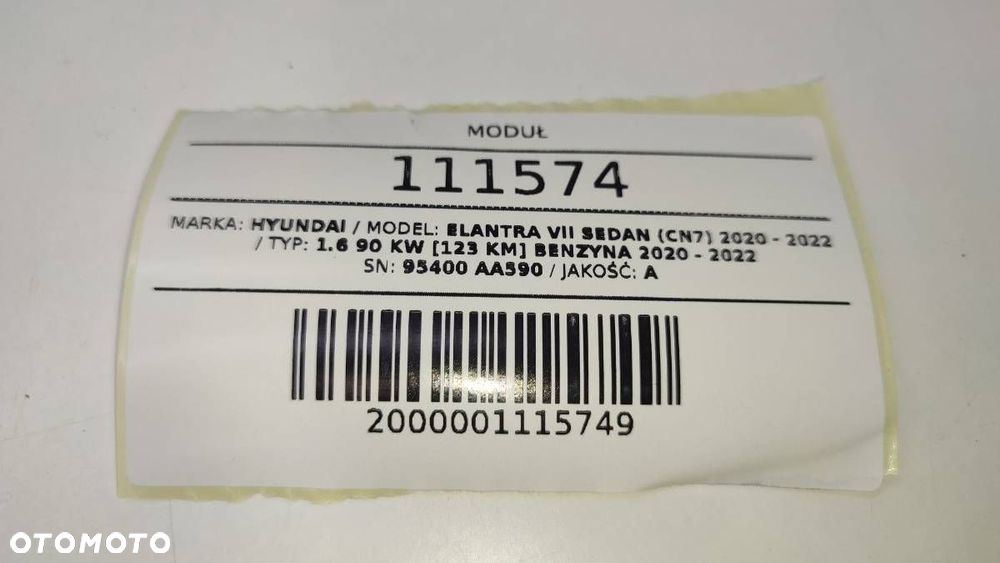 MODUŁ
111574
MARKA: HYUNDAI / MODEL: ELANTRA VII SEDAN (CN7) 2020 - 2022
/ TYP: 1.6 90 KW [123 KM] BENZYNA 2020 - 2022
SN: 95400 AA590 / JAKOŚĆ: A
2000001115749
OTOMOTO